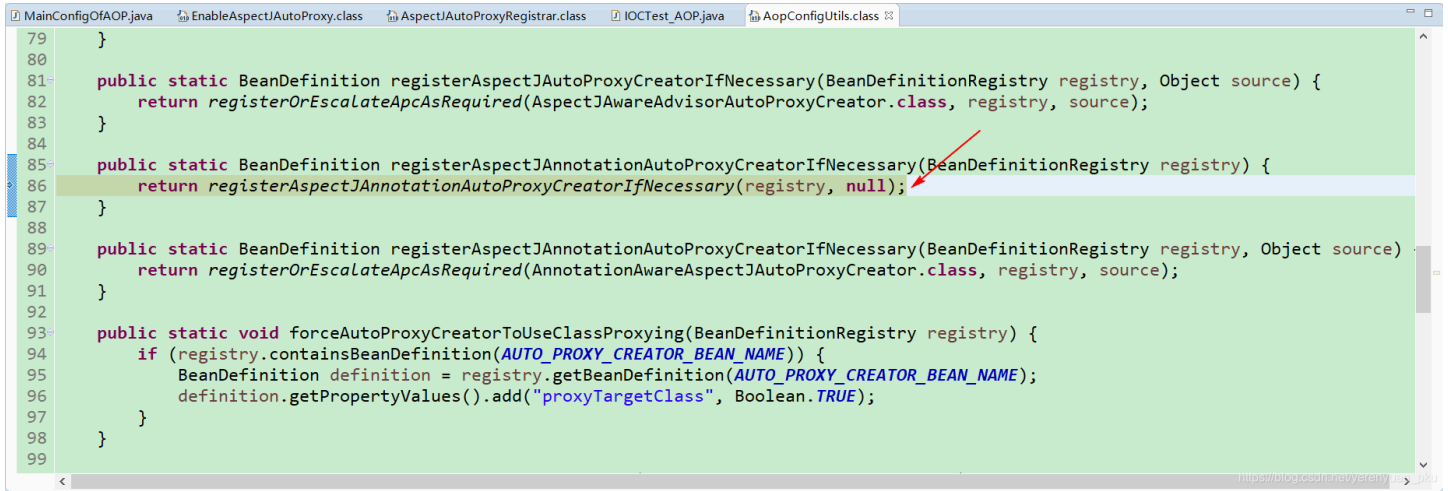 MainConfigOfAOP.java EnableAspectJAutoProxy.class AspectJAutoProxyRegistrar.class IOCTest_AOP.java AopConfigUtils.class
79 }
80
81 public static BeanDefinition registerAspectJAutoProxyCreatorIfNecessary(BeanDefinitionRegistry registry, Object source) {
82 return registerOrEscalateApcAsRequired(AspectJAwareAdvisorAutoProxyCreator.class, registry, source);
83 }
84
85 public static BeanDefinition registerAspectJAnnotationAutoProxyCreatorIfNecessary(BeanDefinitionRegistry registry) {
86 return registerAspectJAnnotationAutoProxyCreatorIfNecessary(registry, null);
87 }
88
89 public static BeanDefinition registerAspectJAnnotationAutoProxyCreatorIfNecessary(BeanDefinitionRegistry registry, Object source)
90 return registerOrEscalateApcAsRequired(AnnotationAwareAspectJAutoProxyCreator.class, registry, source);
91 }
92
93 public static void forceAutoProxyCreatorToUseClassProxying(BeanDefinitionRegistry registry) {
94 if (registry.containsBeanDefinition(AUTO_PROXY_CREATOR_BEAN_NAME)) {
95 BeanDefinition definition = registry.getBeanDefinition(AUTO_PROXY_CREATOR_BEAN_NAME);
96 definition.getPropertyValues().add("proxyTargetClass", Boolean.TRUE);
97 }
98 }
99